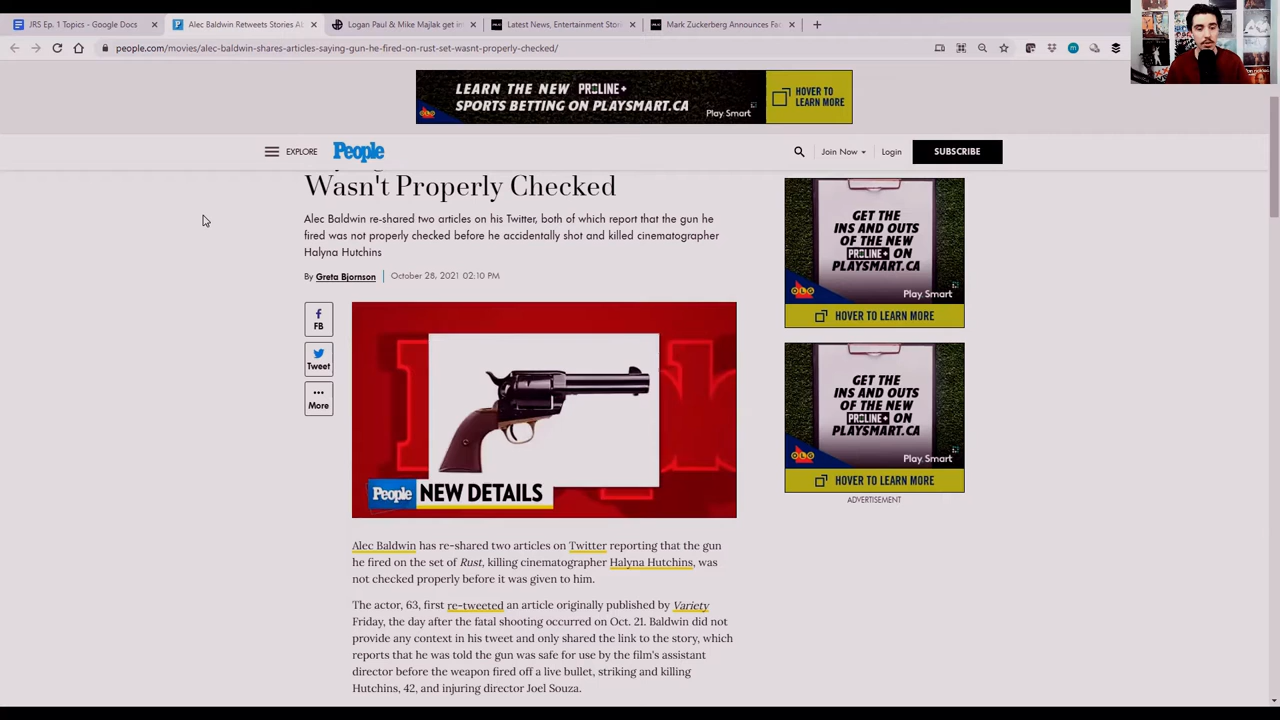 JRS Ep. 1 Topics - Google Docs
Alec Baldwin Retweets Stories Ab
Logan Paul & Mike Majlak get in
Latest News, Entertainment Stori
Mark Zuckerberg Announces Fac
people.com/movies/alec-baldwin-shares-articles-saying-gun-he-fired-on-rust-set-wasnt-properly-checked/
LEARN THE NEW PROLINE+
SPORTS BETTING ON PLAYSMART.CA
HOVER TO
LEARN MORE
OLG
Play Smart
EXPLORE
People
Join Now
Login
SUBSCRIBE
Wasn't Properly Checked
Alec Baldwin re-shared two articles on his Twitter, both of which report that the gun he
fired was not properly checked before he accidentally shot and killed cinematographer
Halyna Hutchins
By Greta Bjornson
October 28, 2021 02:10 PM
FB
Tweet
More
People NEW DETAILS
Alec Baldwin has re-shared two articles on Twitter reporting that the gun
he fired on the set of Rust, killing cinematographer Halyna Hutchins, was
not checked properly before it was given to him.
The actor, 63, first re-tweeted an article originally published by Variety
Friday, the day after the fatal shooting occurred on Oct. 21. Baldwin did not
provide any context in his tweet and only shared the link to the story, which
reports that he was told the gun was safe for use by the film's assistant
director before the weapon fired off a live bullet, striking and killing
Hutchins, 42, and injuring director Joel Souza.
GET THE
INS AND OUTS
OF THE NEW
PROLINE+ ON
PLAYSMART.CA
OLG
Play Smart
HOVER TO LEARN MORE
GET THE
INS AND OUTS
OF THE NEW
PROLINE+ ON
PLAYSMART.CA
OLG
Play Smart
HOVER TO LEARN MORE
ADVERTISEMENT